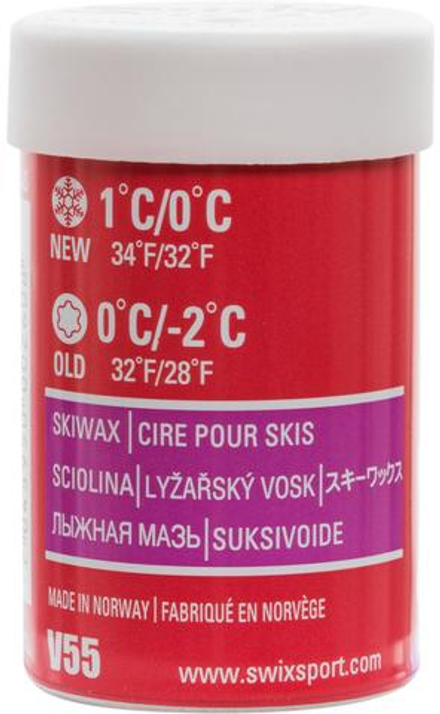 1°C/0°C
NEW 34°F/32°F
0°C/-2°C
OLD 32°F/28°F
SKIWAX | CIRE POUR SKIS
SCIOLINA | LYŽAŘSKÝ VOSK | スキーワックス
ЛЫЖНАЯ МАЗЬ | SUKSIVOIDE
MADE IN NORWAY | FABRIQUÉ EN NORVÈGE
V55
www.swixsport.com